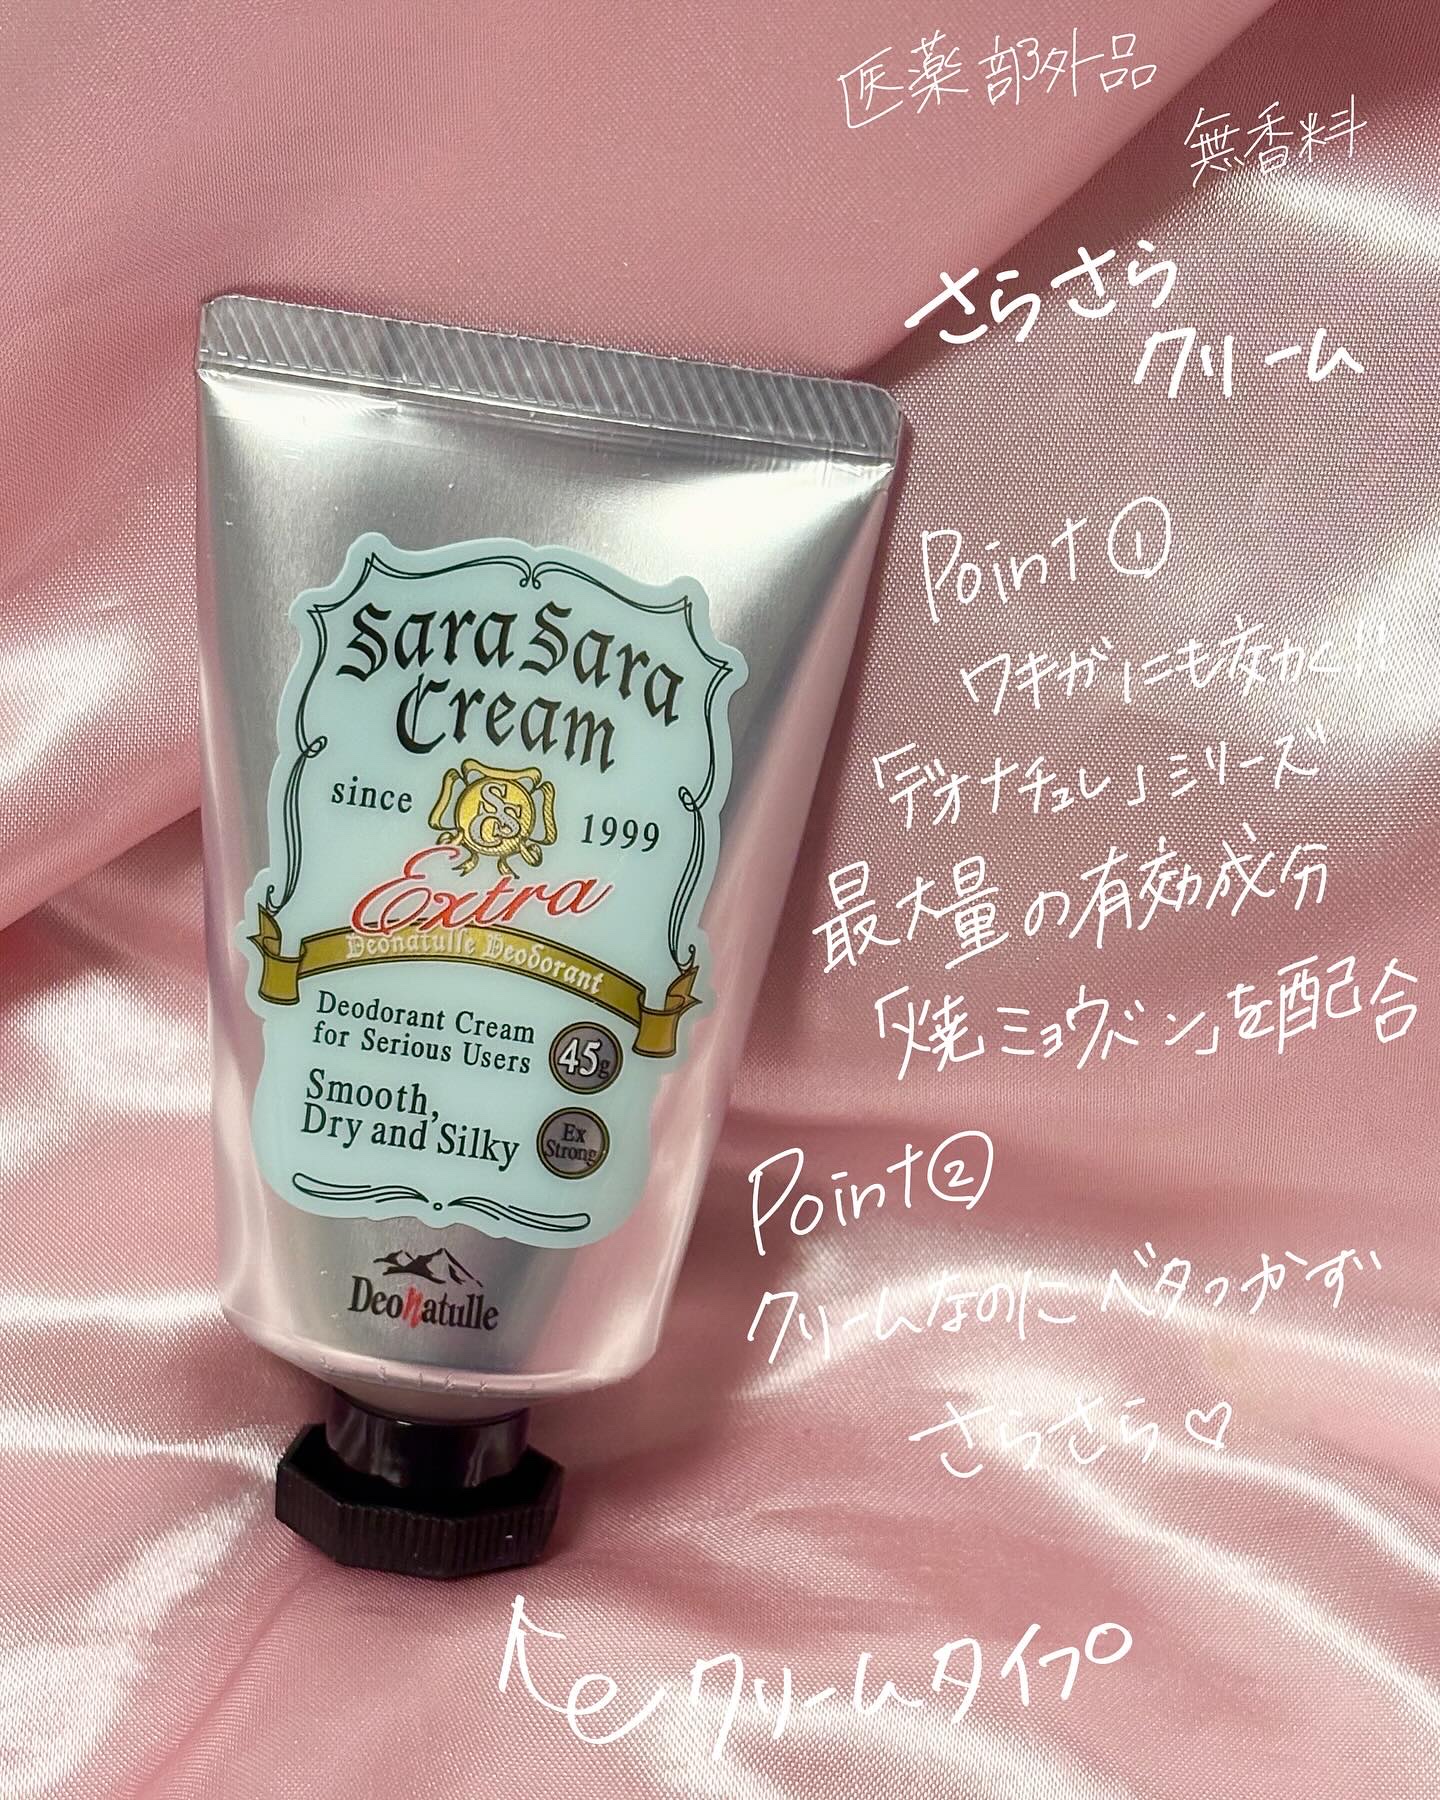 医薬部外品
無香料
さらさら
クリーム
Point①
ワキガにも効く!!
「デオナチュレ」シリーズ
最大量の有効成分
「焼ミョウバン」を配合
Point②
クリームなのにベタつかず
さらさら♡
クリームタイプ
SaraSara
Cream
since 1999
SSC
Extra
Deonatulle Deodorant
Deodorant Cream
for Serious Users
45g
Smooth,
Dry and Silky
Ex
Strong
Deonatulle